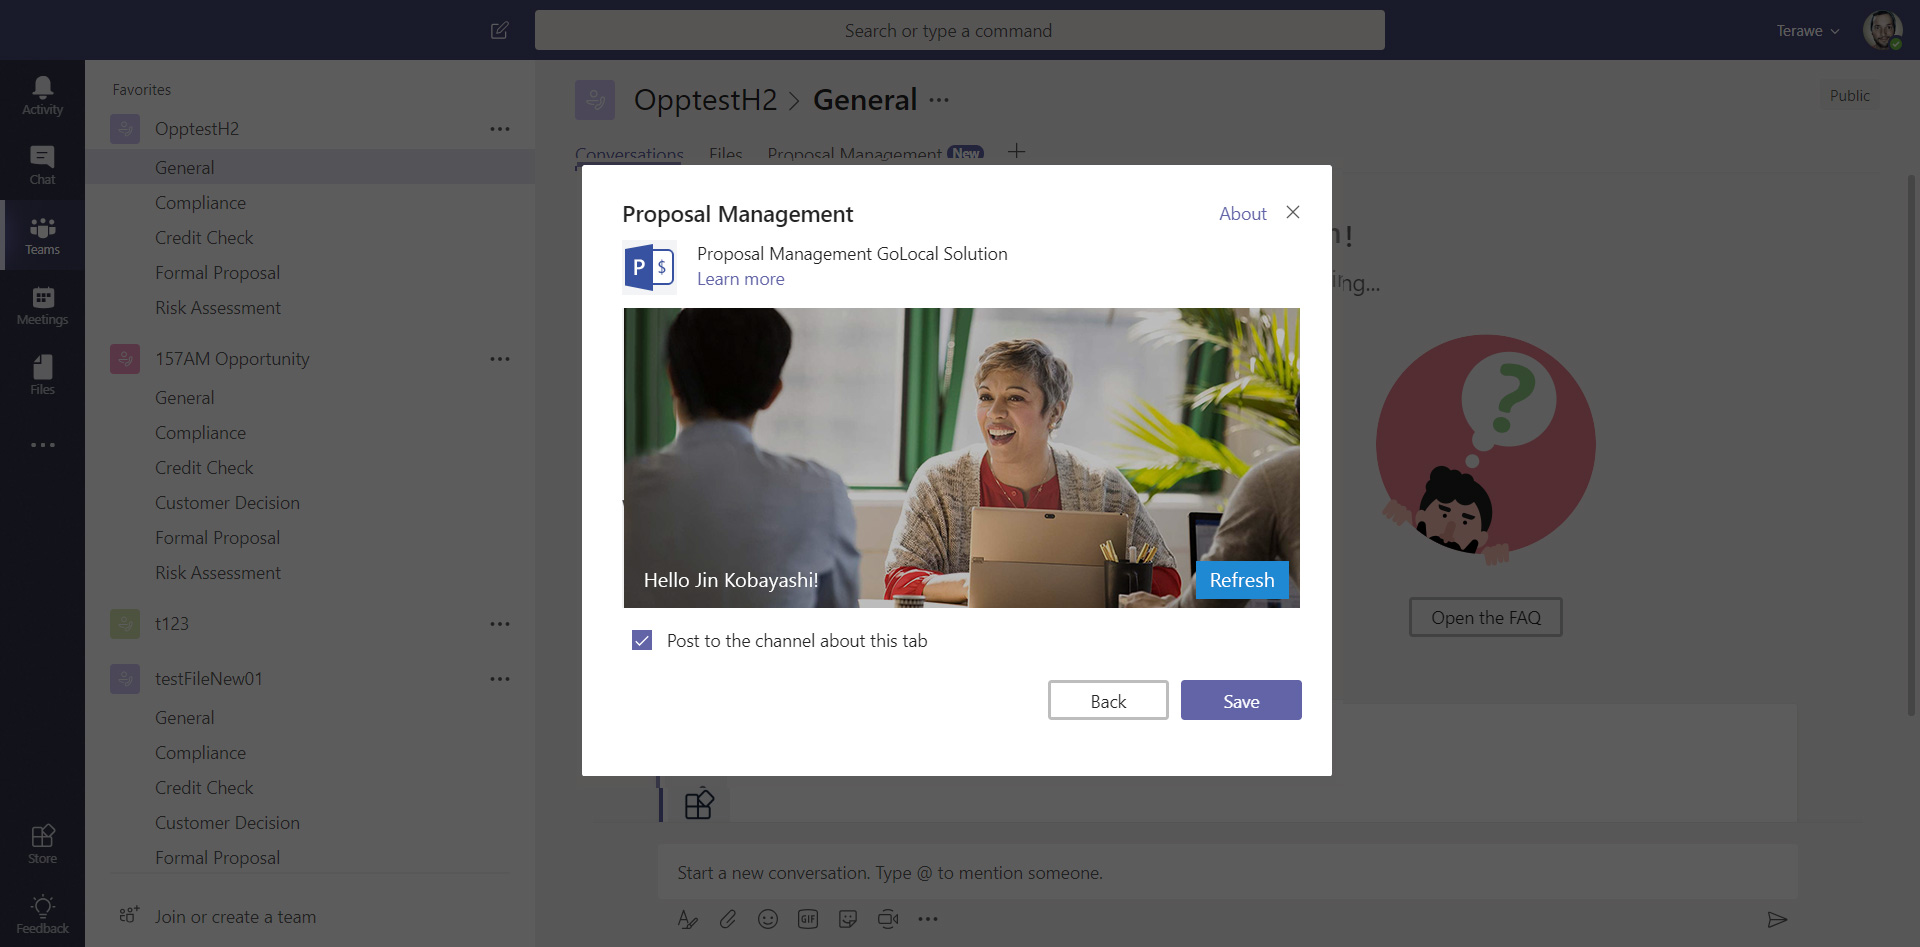 Search or type a command
Terawe
Activity
Chat
Teams
Meetings
Files
Store
Feedback
Favorites
OpptestH2
General
Compliance
Credit Check
Formal Proposal
Risk Assessment
157AM Opportunity
General
Compliance
Credit Check
Customer Decision
Formal Proposal
Risk Assessment
t123
testFileNew01
General
Compliance
Credit Check
Customer Decision
Formal Proposal
Join or create a team
OpptestH2 > General
Public
Conversations Files Proposal Management New
Proposal Management
About
P $
Proposal Management GoLocal Solution
Learn more
Hello Jin Kobayashi!
Refresh
Post to the channel about this tab
Back
Save
?
Open the FAQ
Start a new conversation. Type @ to mention someone.
GIF